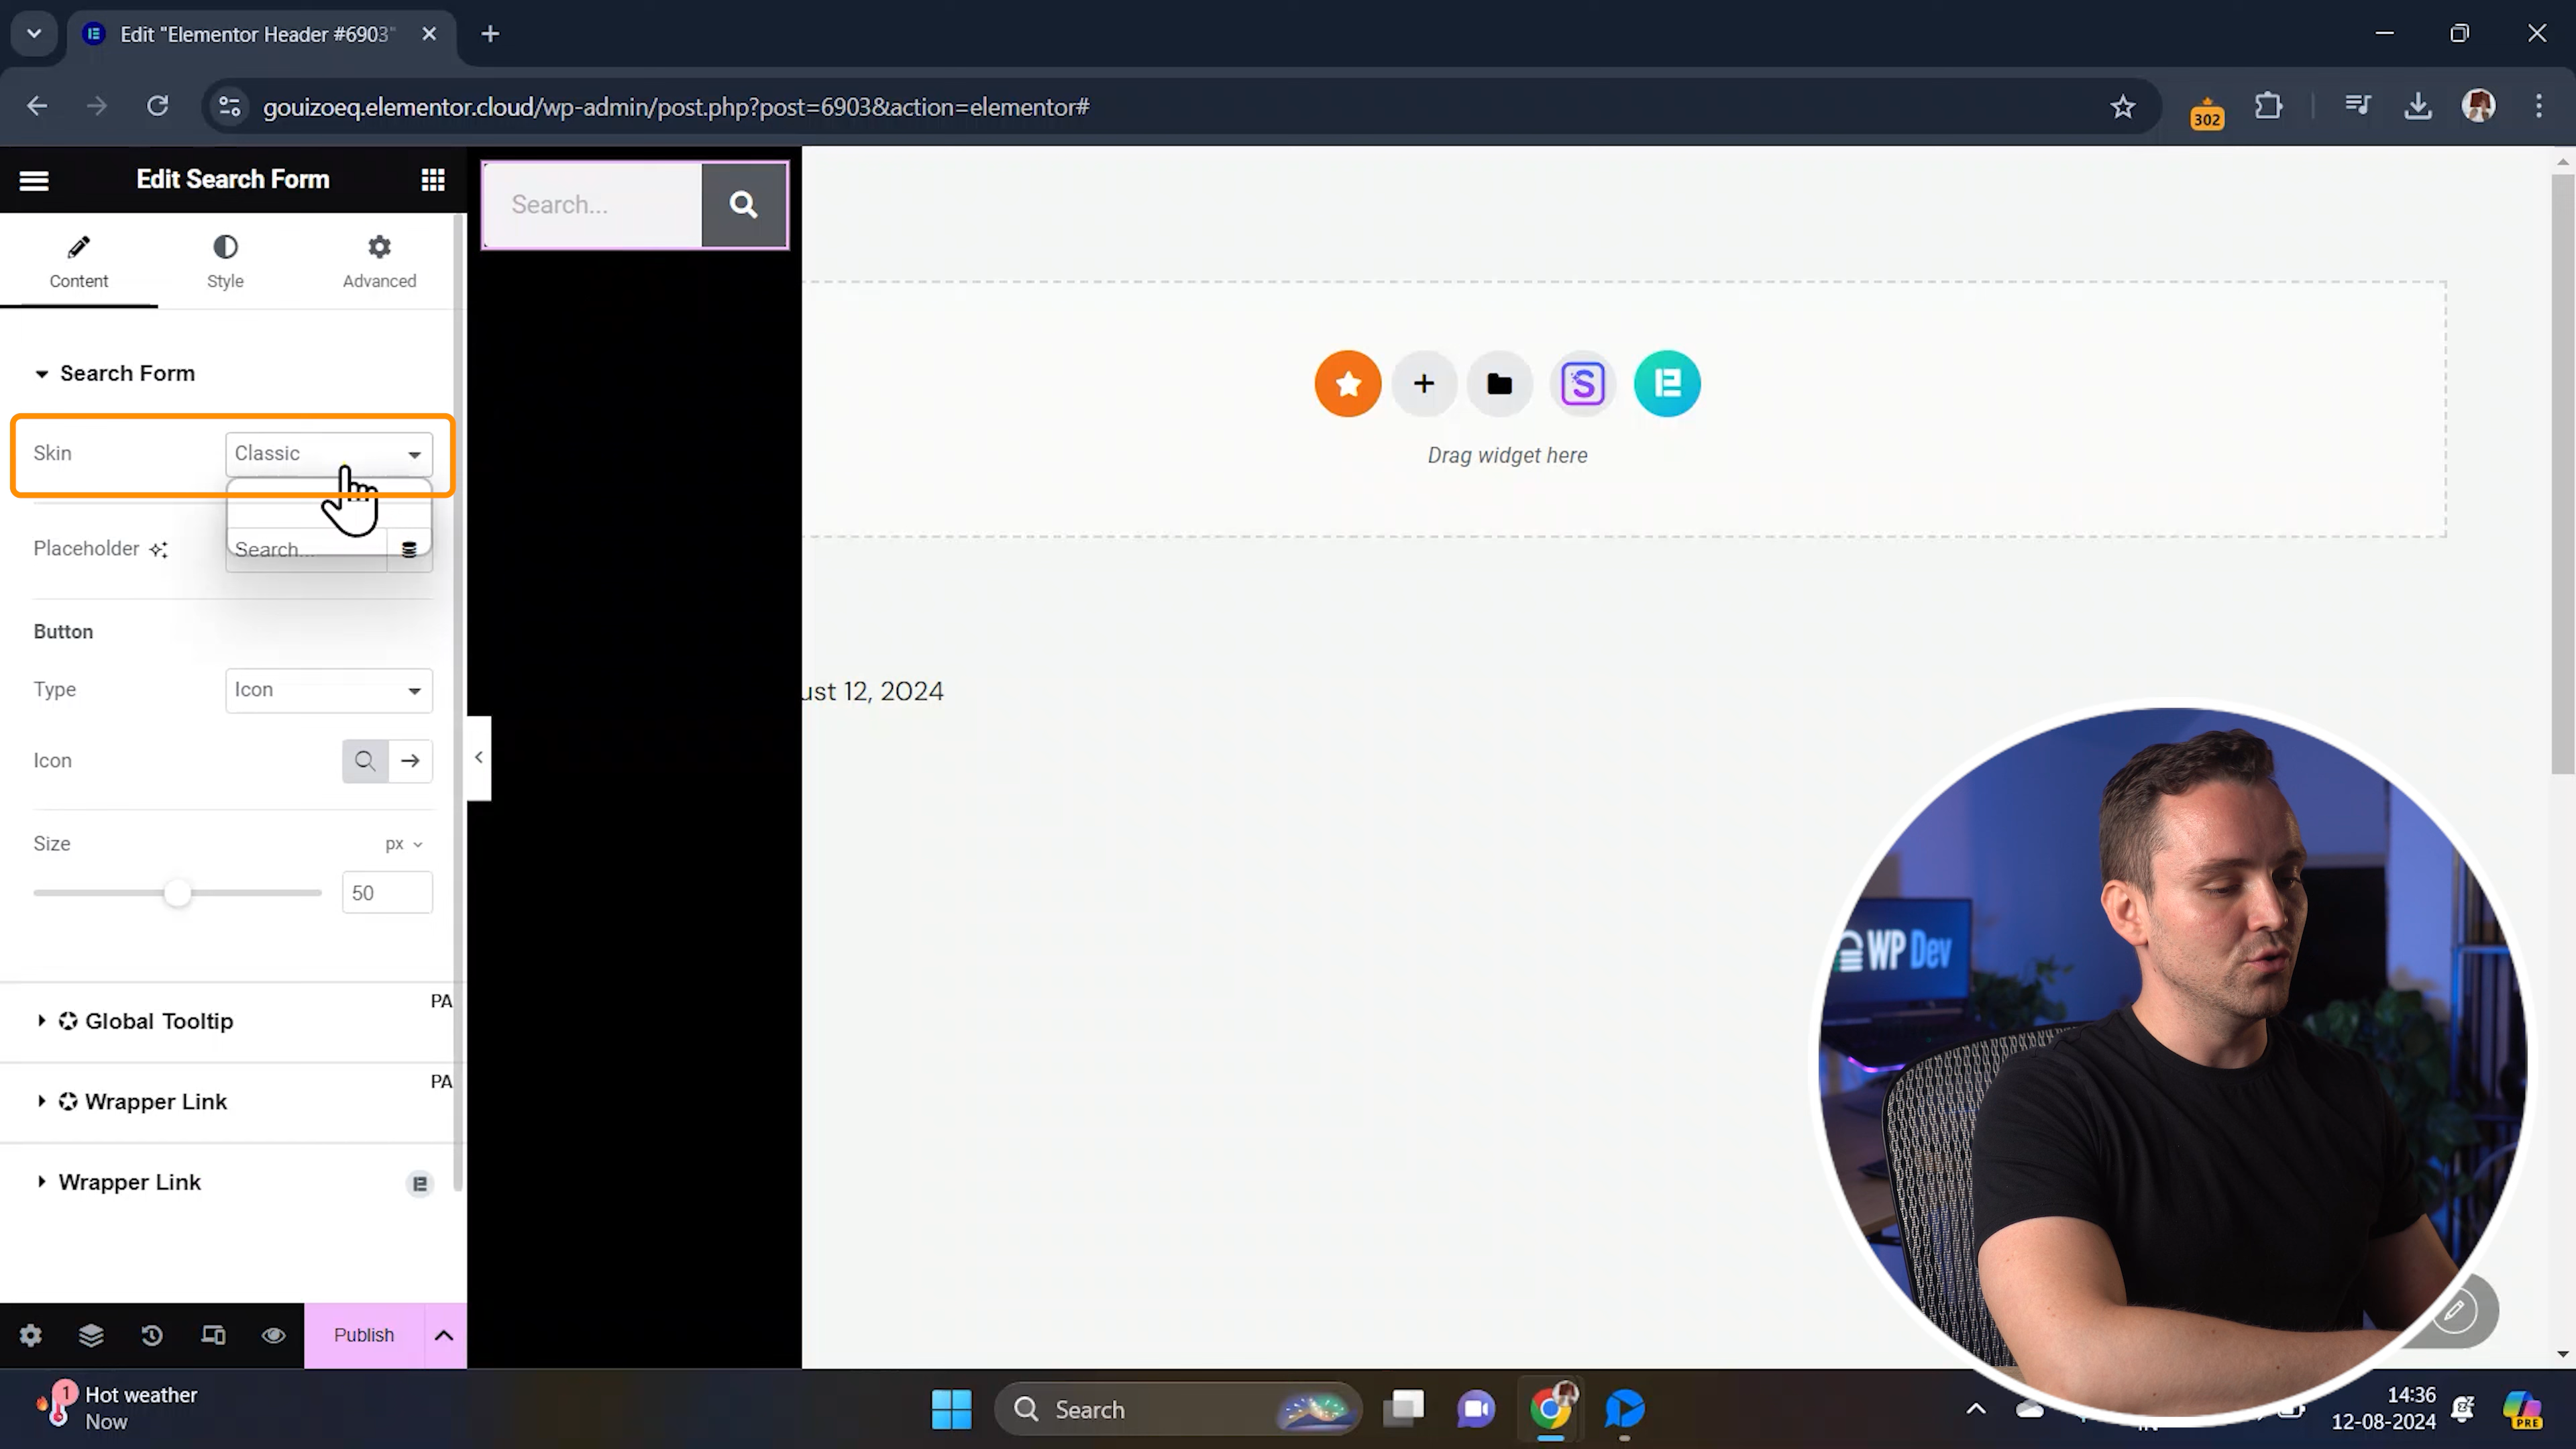 Edit "Elementor Header #6903"
gouizoeq.elementor.cloud/wp-admin/post.php?post=6903&action=elementor#
302
Edit Search Form
Content
Style
Advanced
Search Form
Skin
Classic
Placeholder
Search...
Button
Type
Icon
Icon
Size
px
50
PA
Global Tooltip
PA
Wrapper Link
Wrapper Link
Publish
Search...
Drag widget here
ust 12, 2024
WP Dev
1
Hot weather
Now
Search
14:36
12-08-2024
PRE